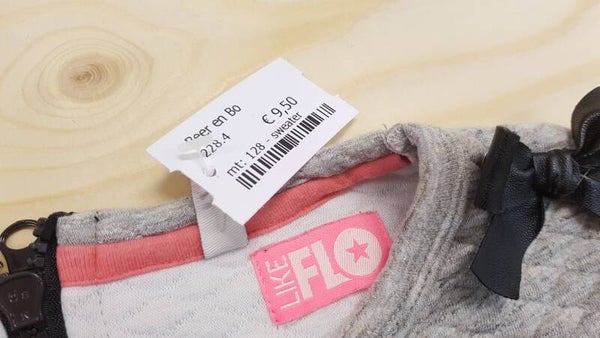 Beer en Bo
228.4
€ 9,50
mt: 128 - sweater
LIKE
FLO